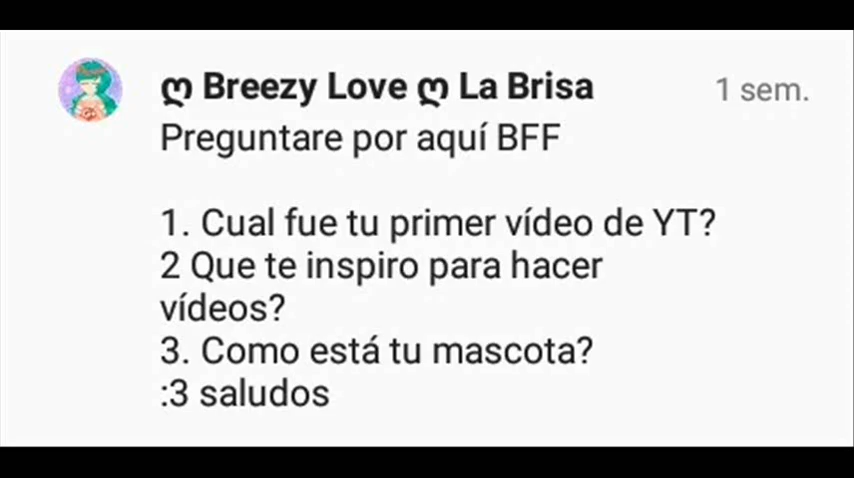 ღ Breezy Love ღ La Brisa 1 sem.
Preguntare por aquí BFF
1. Cual fue tu primer vídeo de YT?
2 Que te inspiro para hacer
vídeos?
3. Como está tu mascota?
:3 saludos